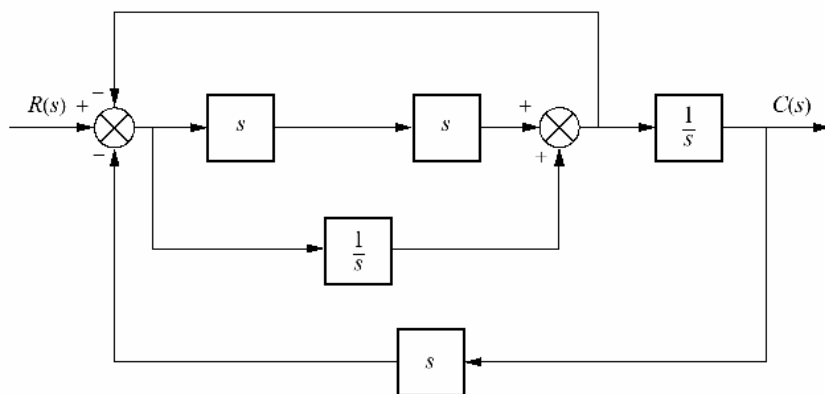 −
R(s) + s s + 1/s C(s)
− +
1/s
s